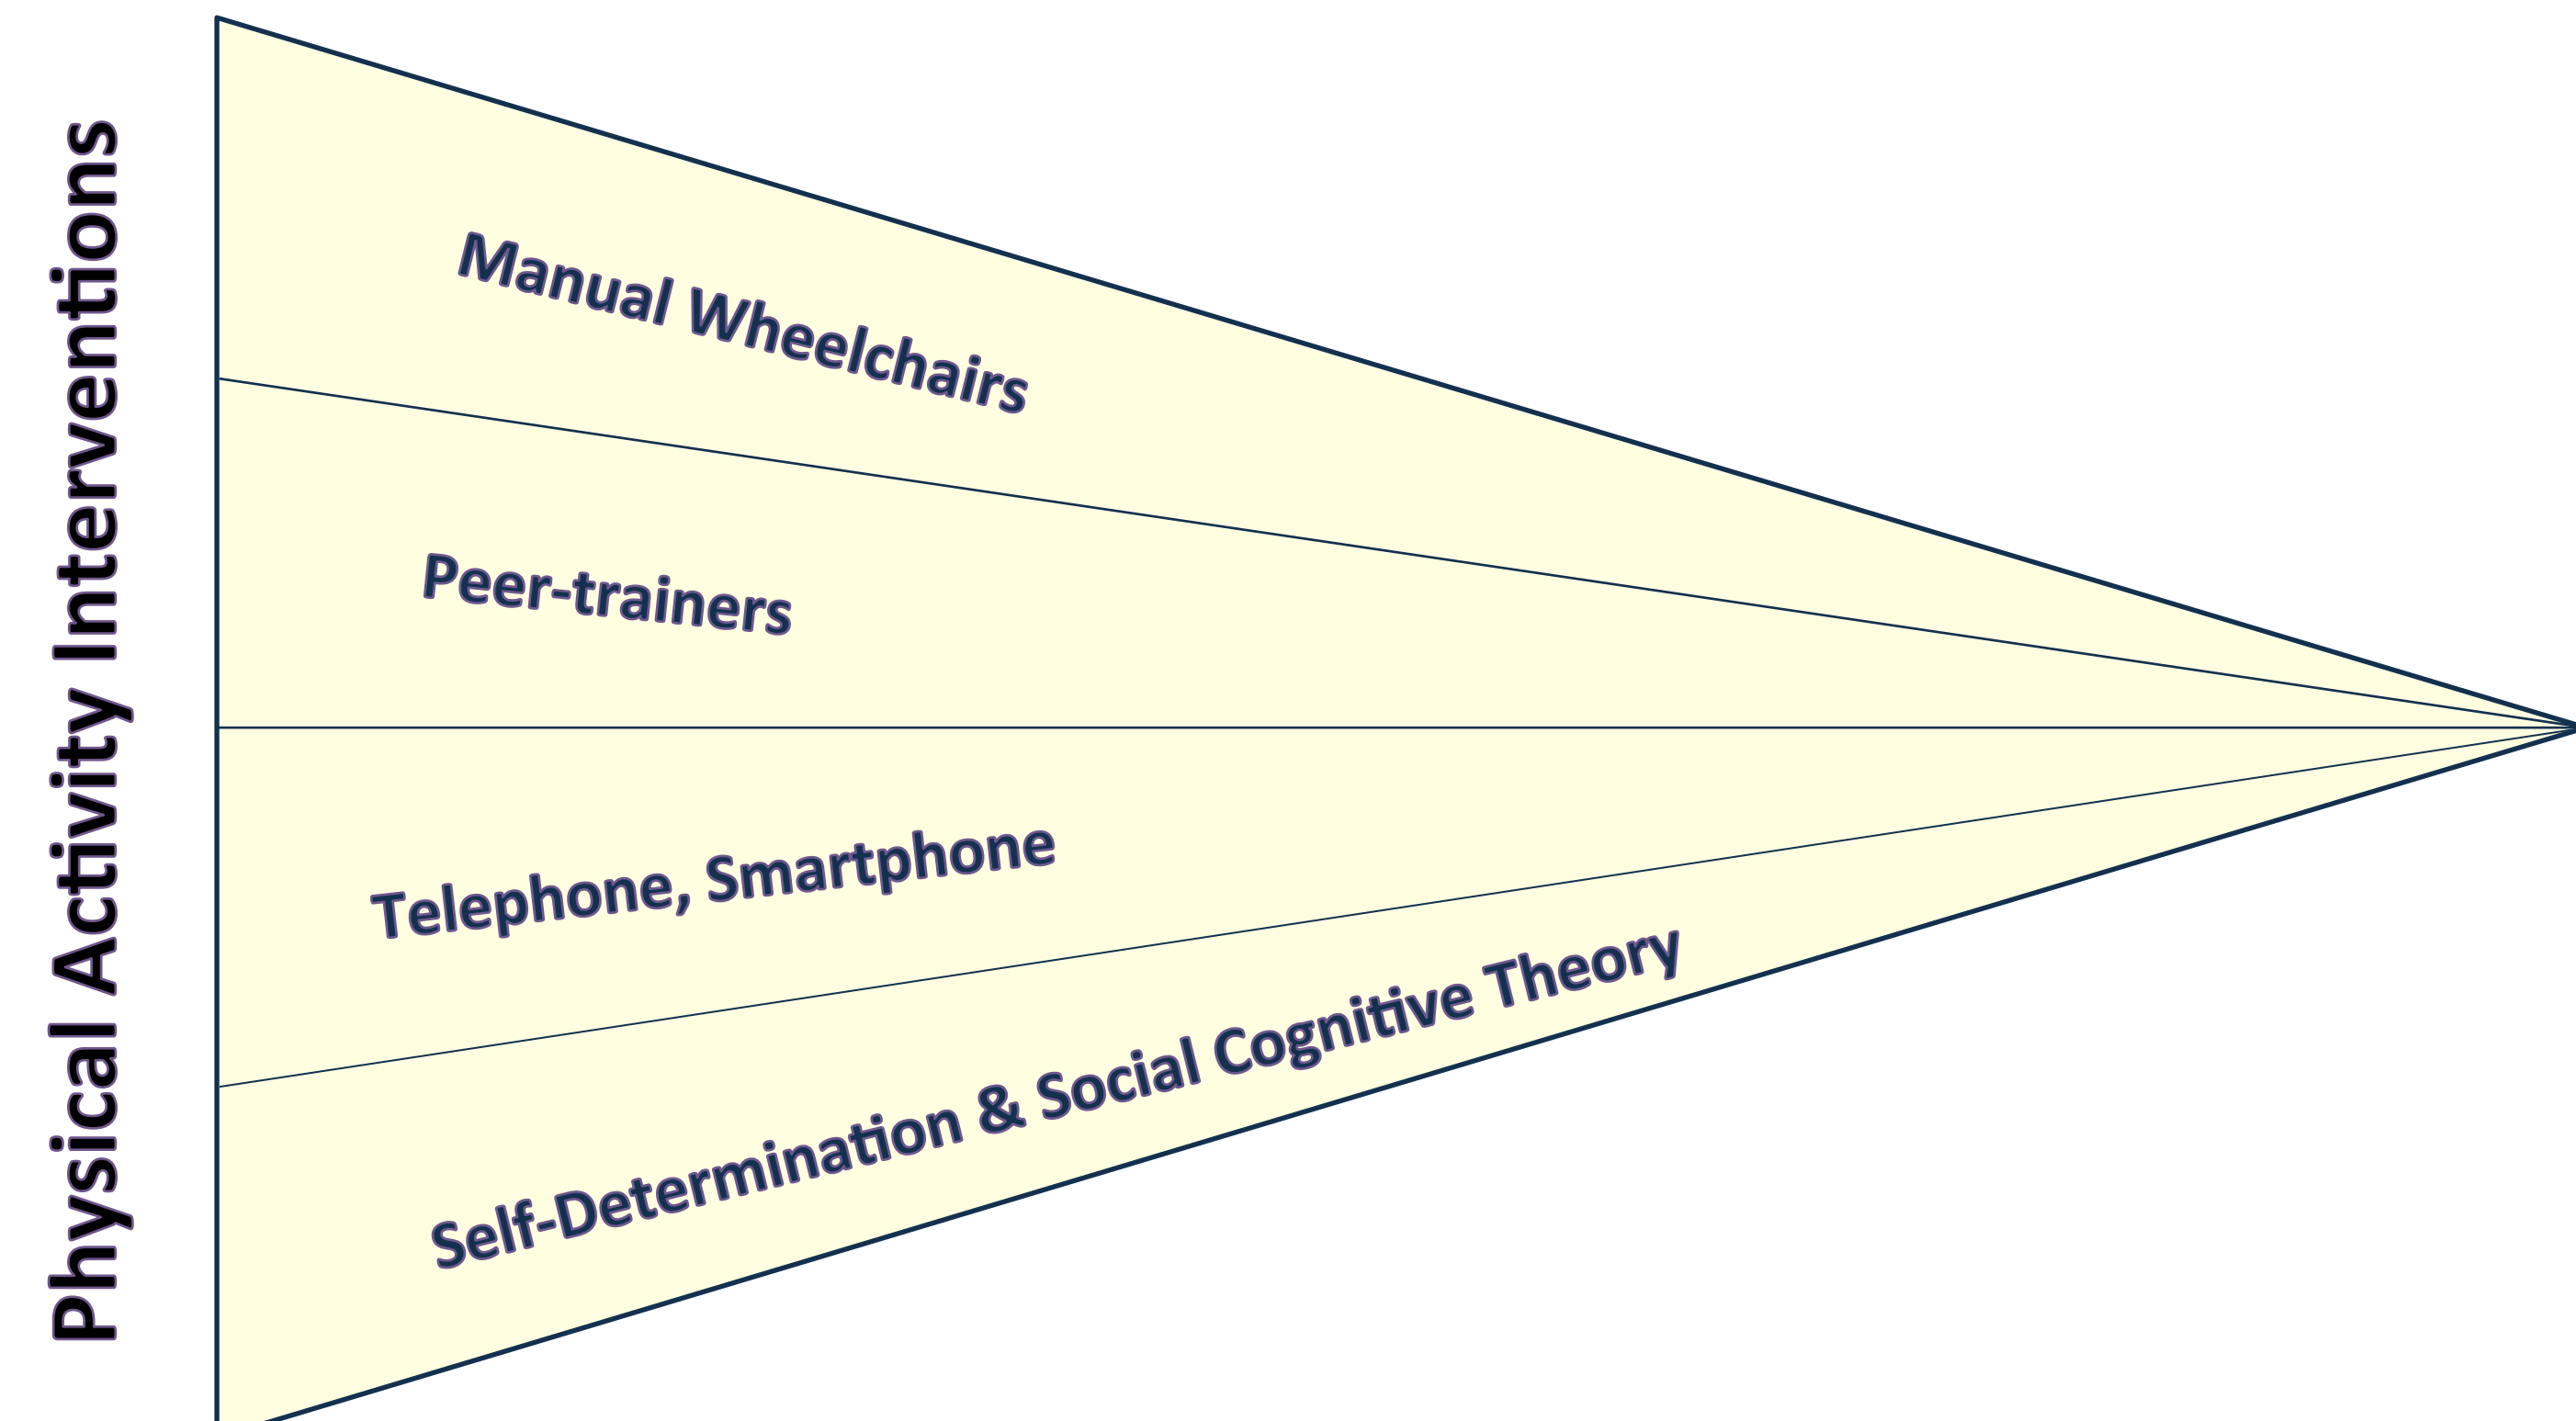 Physical Activity Interventions
Manual Wheelchairs
Peer-trainers
Telephone, Smartphone
Self-Determination & Social Cognitive Theory